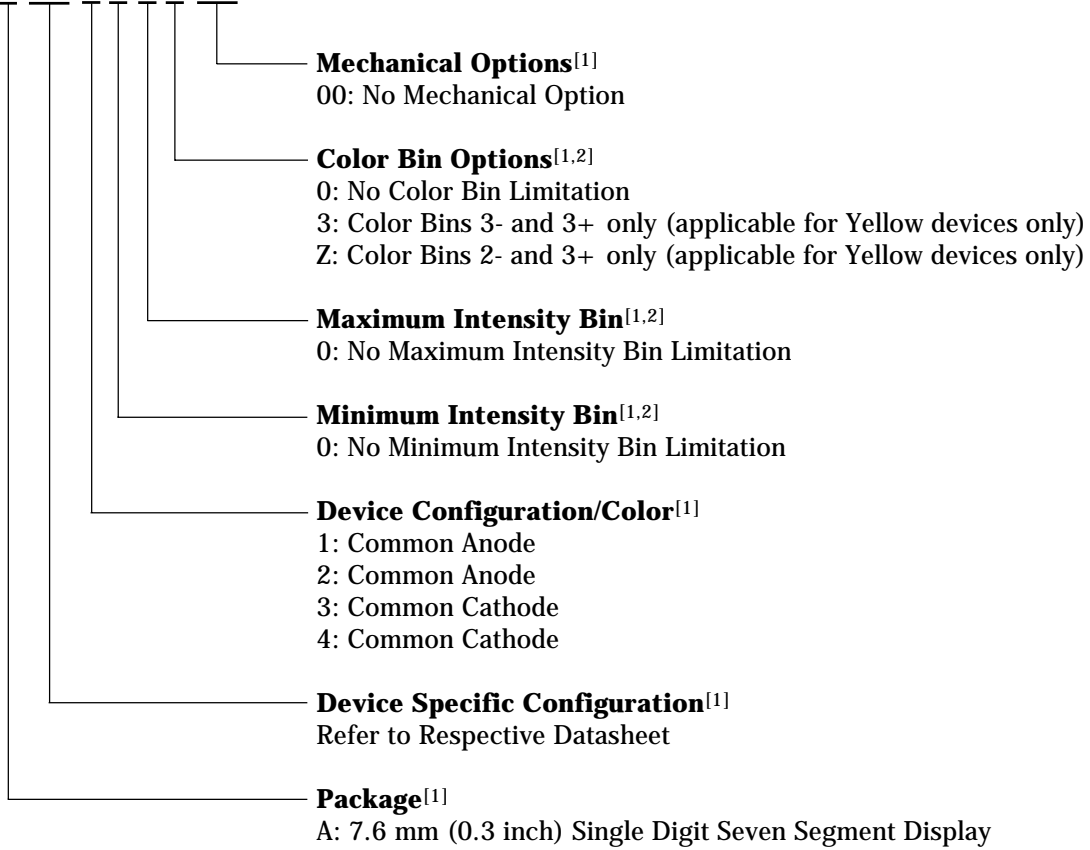 Mechanical Options[1]
00: No Mechanical Option
Color Bin Options[1,2]
0: No Color Bin Limitation
3: Color Bins 3- and 3+ only (applicable for Yellow devices only)
Z: Color Bins 2- and 3+ only (applicable for Yellow devices only)
Maximum Intensity Bin[1,2]
0: No Maximum Intensity Bin Limitation
Minimum Intensity Bin[1,2]
0: No Minimum Intensity Bin Limitation
Device Configuration/Color[1]
1: Common Anode
2: Common Anode
3: Common Cathode
4: Common Cathode
Device Specific Configuration[1]
Refer to Respective Datasheet
Package[1]
A: 7.6 mm (0.3 inch) Single Digit Seven Segment Display